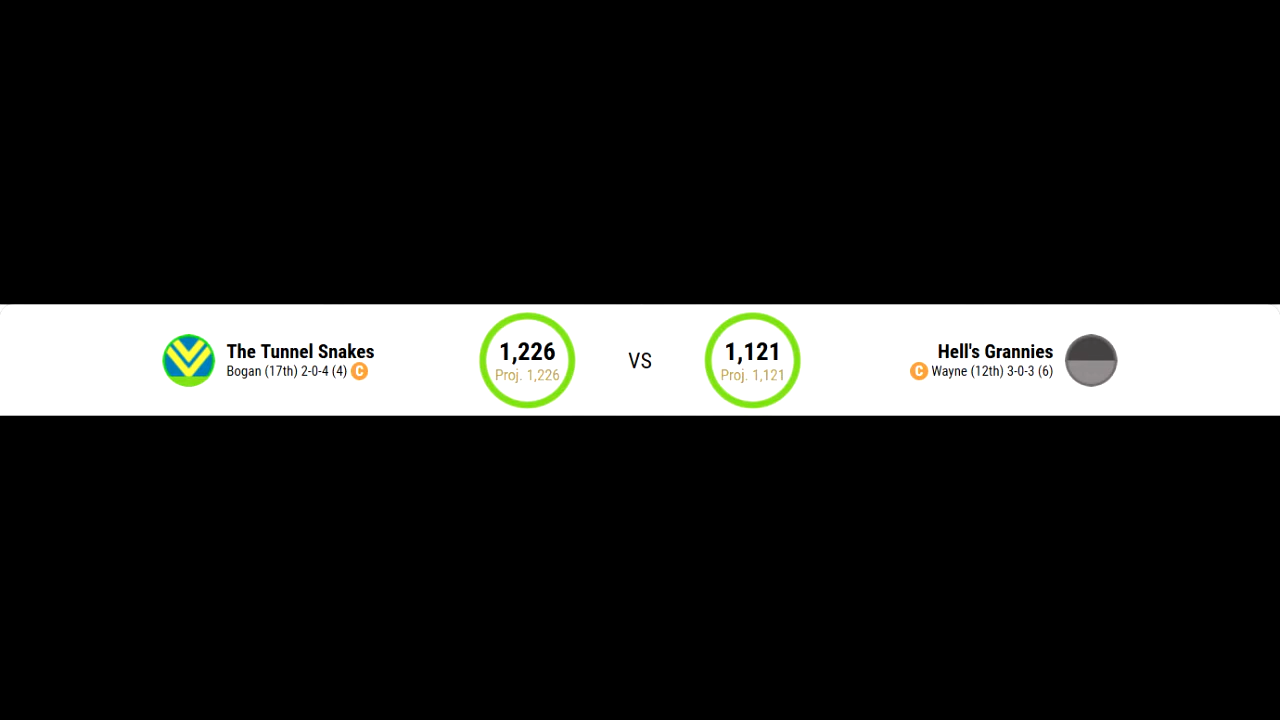 The Tunnel Snakes
Bogan (17th) 2-0-4 (4) C
1,226
Proj. 1,226
VS
1,121
Proj. 1,121
Hell's Grannies
C Wayne (12th) 3-0-3 (6)